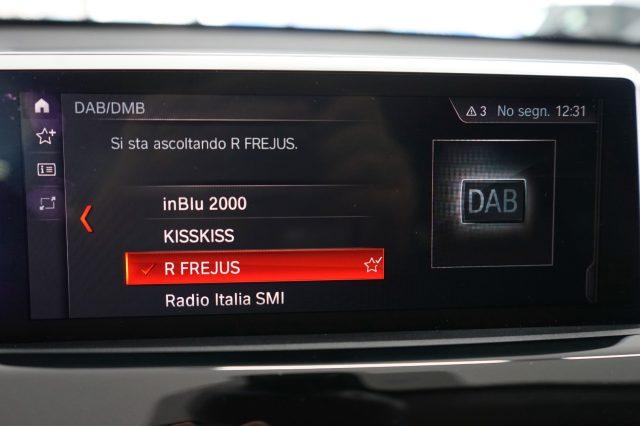 DAB/DMB
3 No segn. 12:31
Si sta ascoltando R FREJUS.
DAB
inBlu 2000
KISSKISS
R FREJUS
Radio Italia SMI